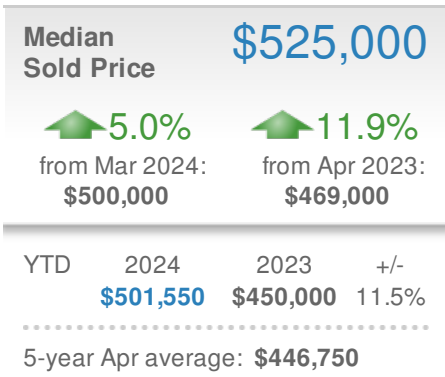 Median
Sold Price
$525,000
5.0%
from Mar 2024:
$500,000
11.9%
from Apr 2023:
$469,000
YTD 2024 2023 +/-
$501,550 $450,000 11.5%
5-year Apr average: $446,750